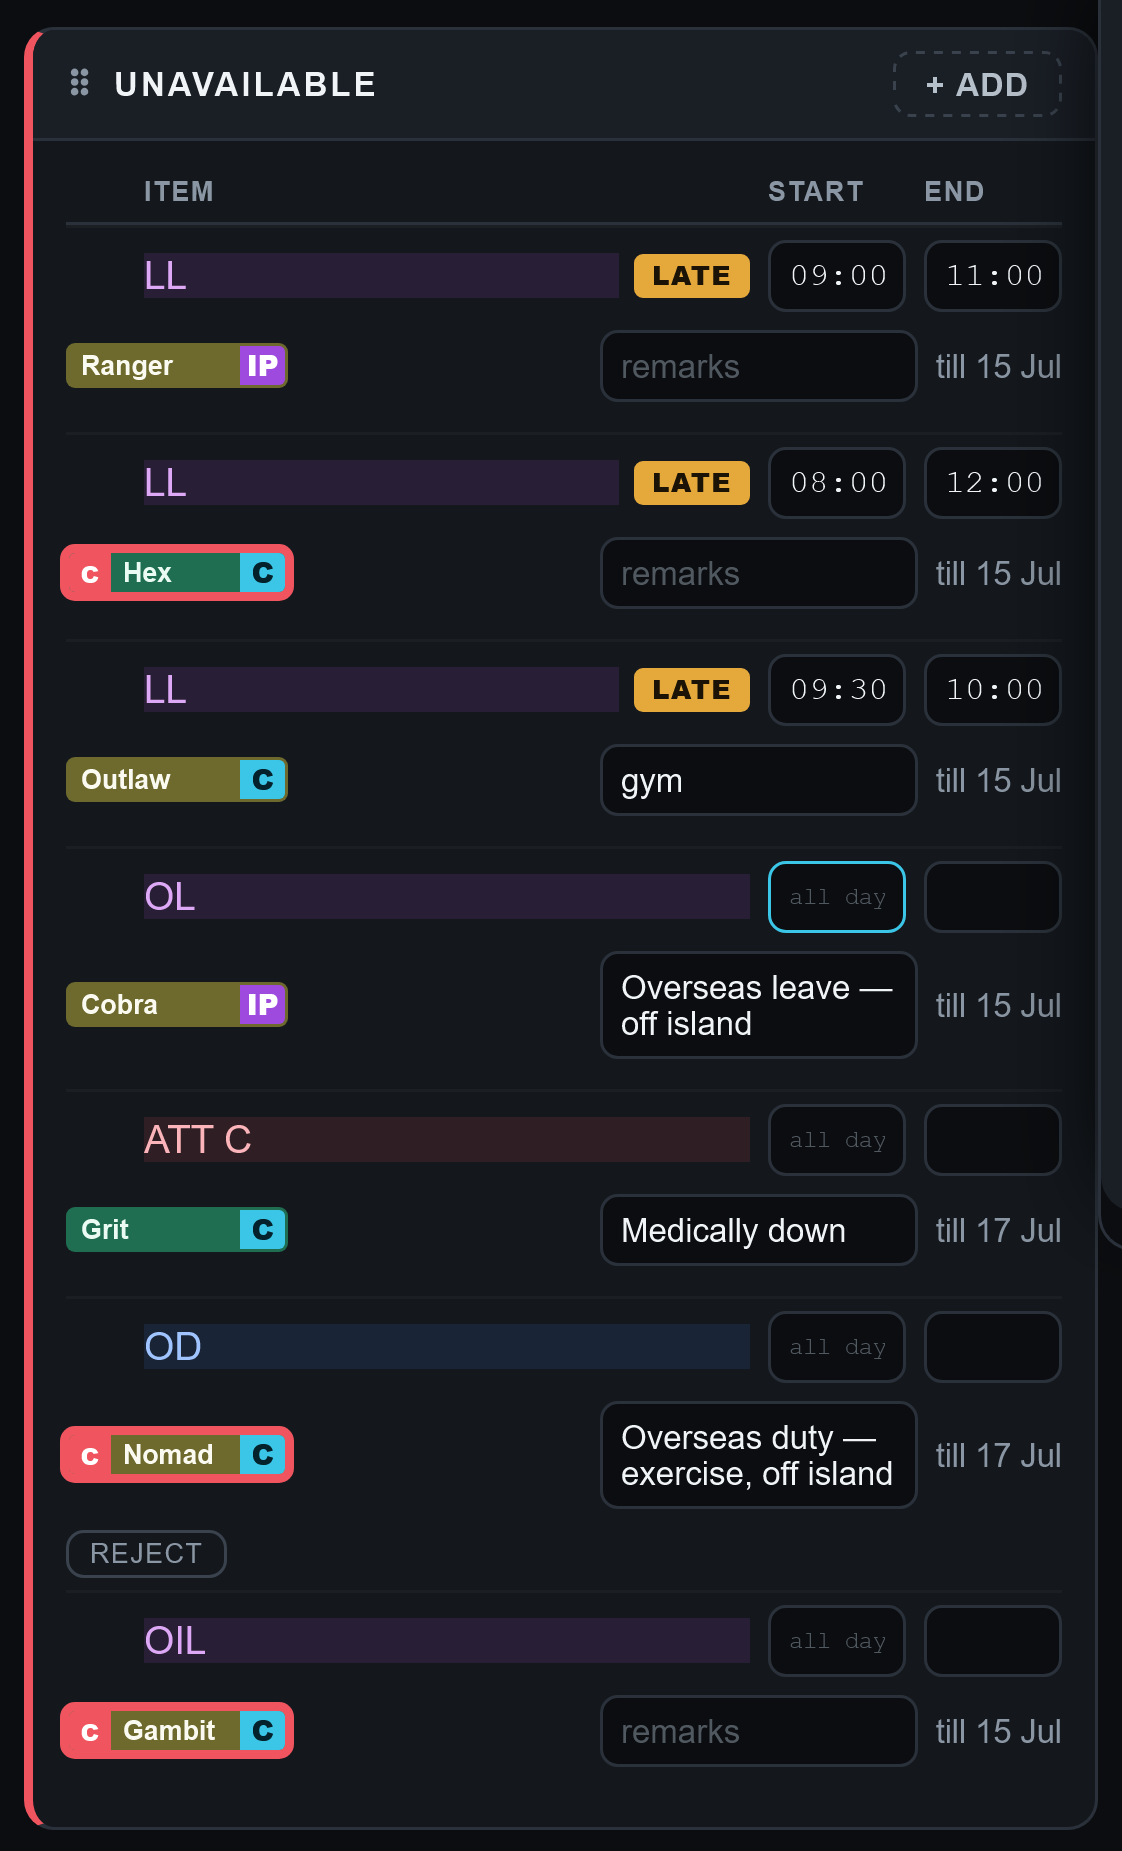 UNAVAILABLE
+ ADD
ITEM START END
LL LATE 09:00 11:00
Ranger IP remarks till 15 Jul
LL LATE 08:00 12:00
c Hex C remarks till 15 Jul
LL LATE 09:30 10:00
Outlaw C gym till 15 Jul
OL all day
Cobra IP Overseas leave —
off island till 15 Jul
ATT C all day
Grit C Medically down till 17 Jul
OD all day
c Nomad C Overseas duty —
exercise, off island till 17 Jul
REJECT
OIL all day
c Gambit C remarks till 15 Jul